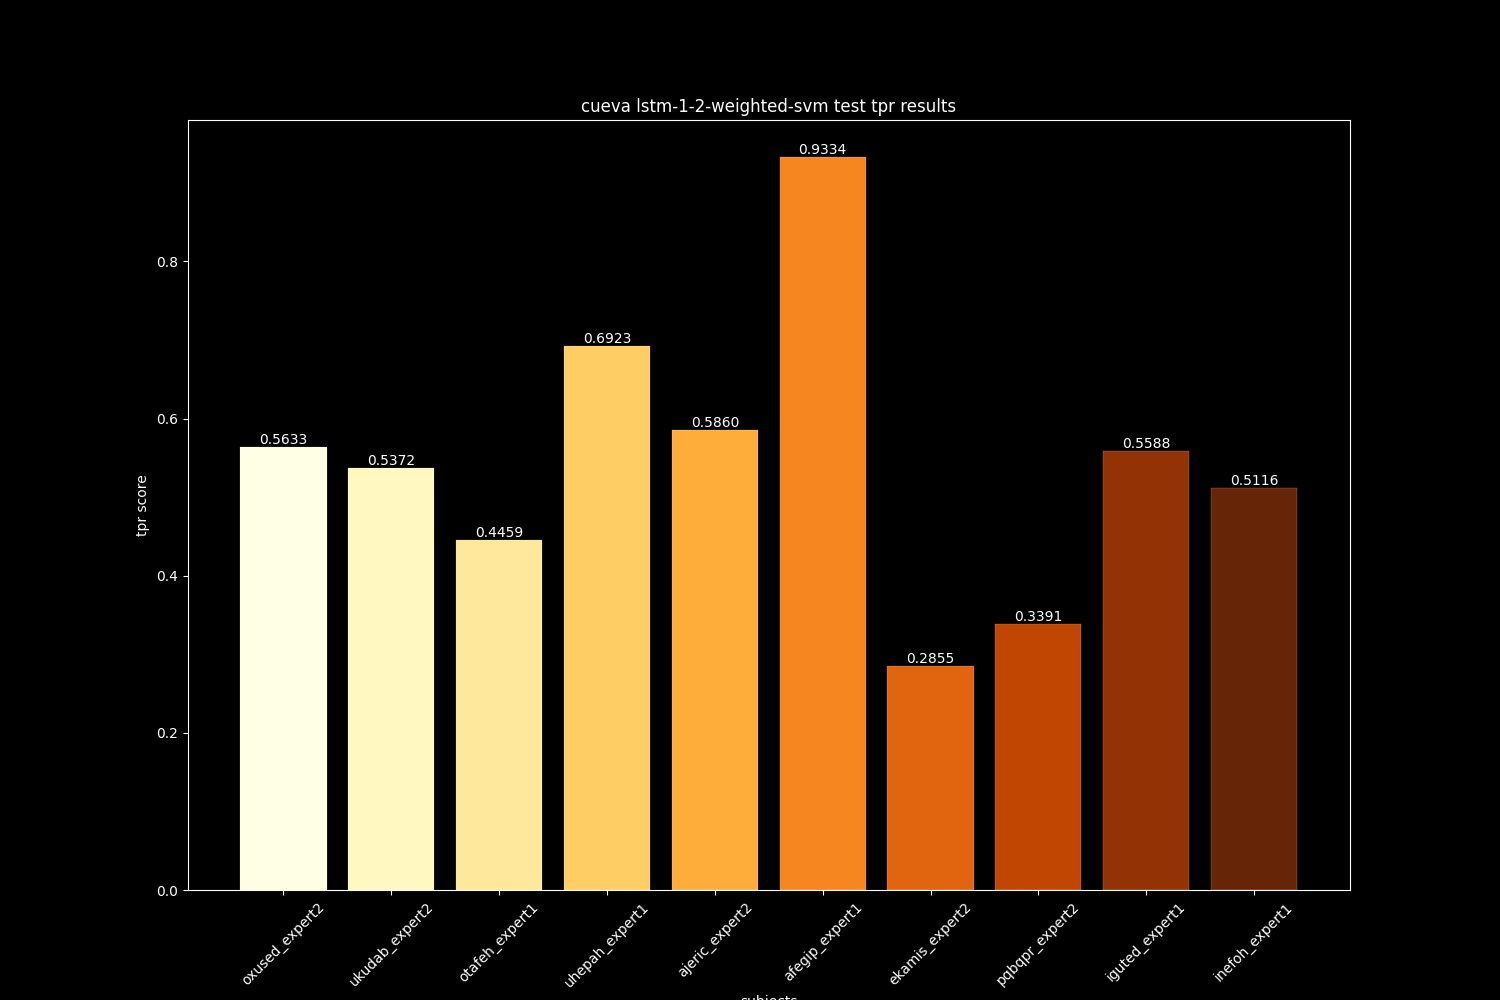 cueva lstm-1-2-weighted-svm test tpr results
0.9334
0.8
0.6923
0.6
0.5860
0.5633
0.5588
0.5372
0.5116
tpr score
0.4459
0.4
0.3391
0.2855
0.2
0.0
oxused_expert2
ukudab_expert2
otafeh_expert1
uhepah_expert1
ajeric_expert2
afegip_expert1
ekamis_expert2
pqbqpr_expert2
iguted_expert1
inefoh_expert1
subjects